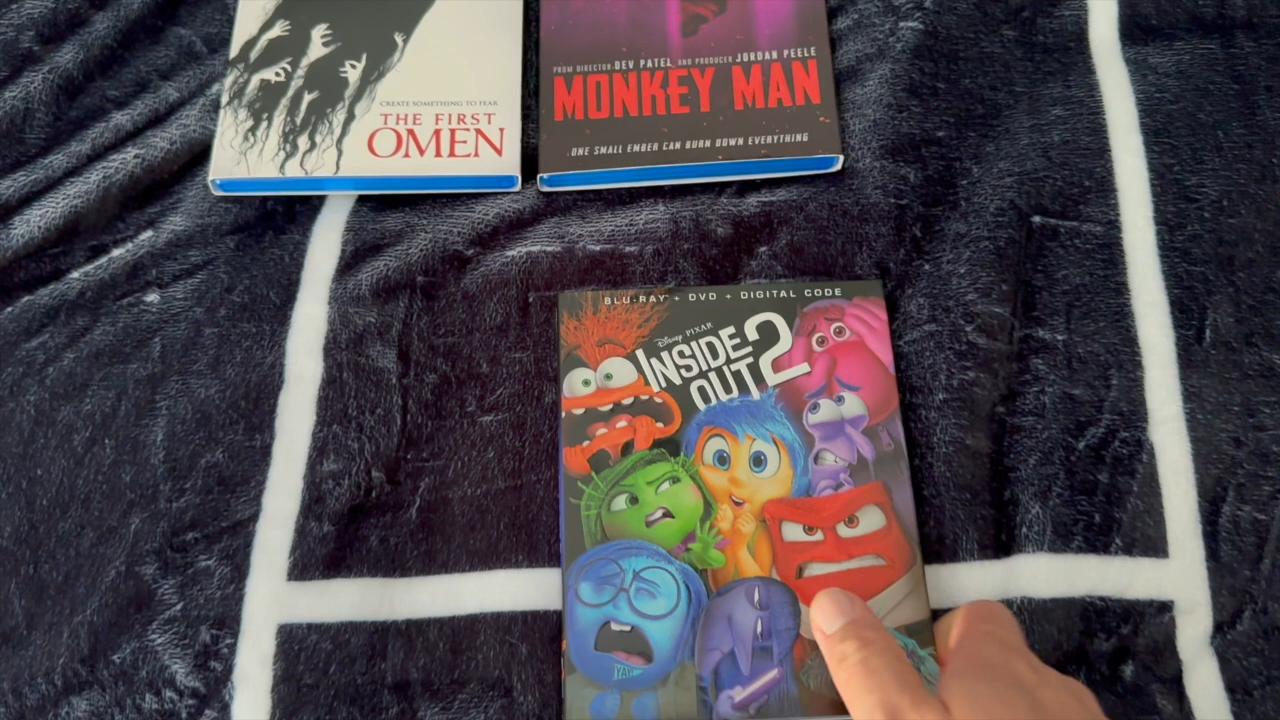 CREATE SOMETHING TO FEAR
THE FIRST
OMEN
FROM DIRECTOR DEV PATEL AND PRODUCER JORDAN PEELE
MONKEY MAN
ONE SMALL EMBER CAN BURN DOWN EVERYTHING
BLU-RAY + DVD + DIGITAL CODE
Disney PIXAR
INSIDE
OUT 2